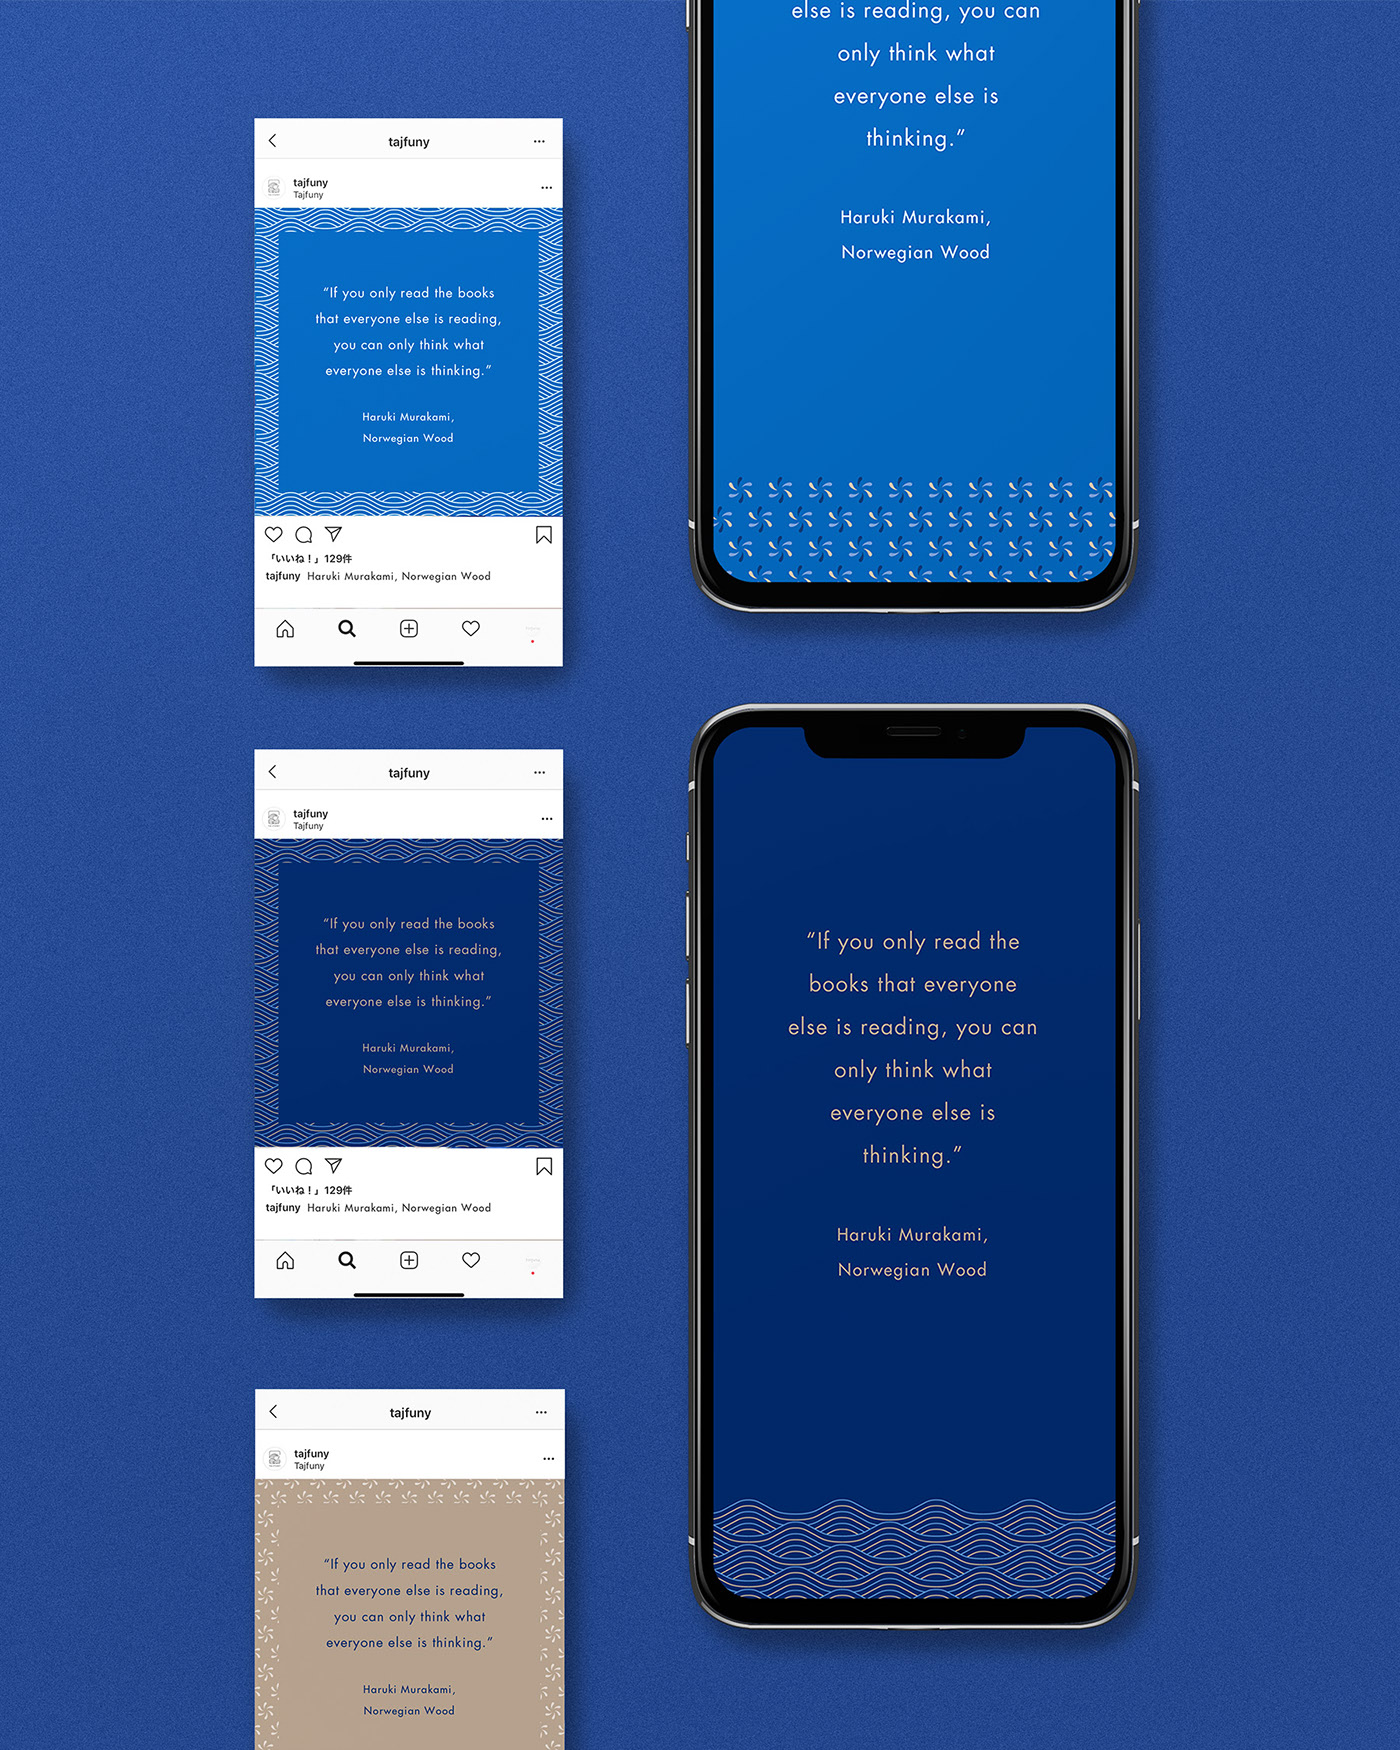 tajfuny
tajfuny
Tajfuny
“If you only read the books
that everyone else is reading,
you can only think what
everyone else is thinking.”
Haruki Murakami,
Norwegian Wood
「いいね！」129件
tajfuny Haruki Murakami, Norwegian Wood
tajfuny
tajfuny
Tajfuny
“If you only read the books
that everyone else is reading,
you can only think what
everyone else is thinking.”
Haruki Murakami,
Norwegian Wood
「いいね！」129件
tajfuny Haruki Murakami, Norwegian Wood
tajfuny
tajfuny
Tajfuny
“If you only read the books
that everyone else is reading,
you can only think what
everyone else is thinking.”
Haruki Murakami,
Norwegian Wood
else is reading, you can
only think what
everyone else is
thinking.”
Haruki Murakami,
Norwegian Wood
“If you only read the
books that everyone
else is reading, you can
only think what
everyone else is
thinking.”
Haruki Murakami,
Norwegian Wood